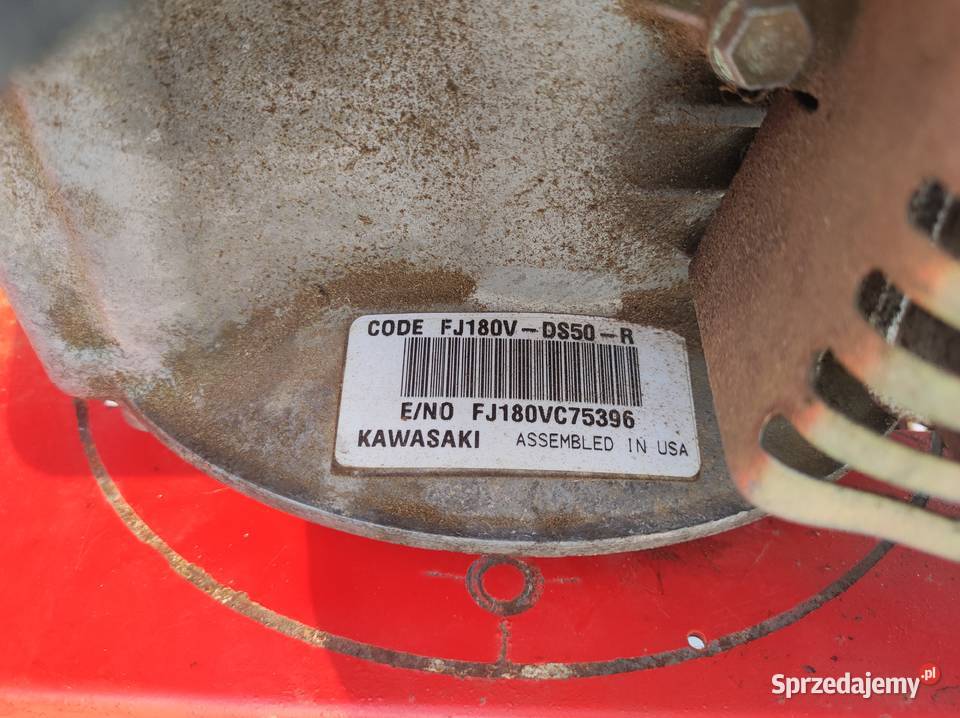 CODE FJ180V-DS50-R
E/NO FJ180VC75396
KAWASAKI ASSEMBLED IN USA
Sprzedajemy.pl